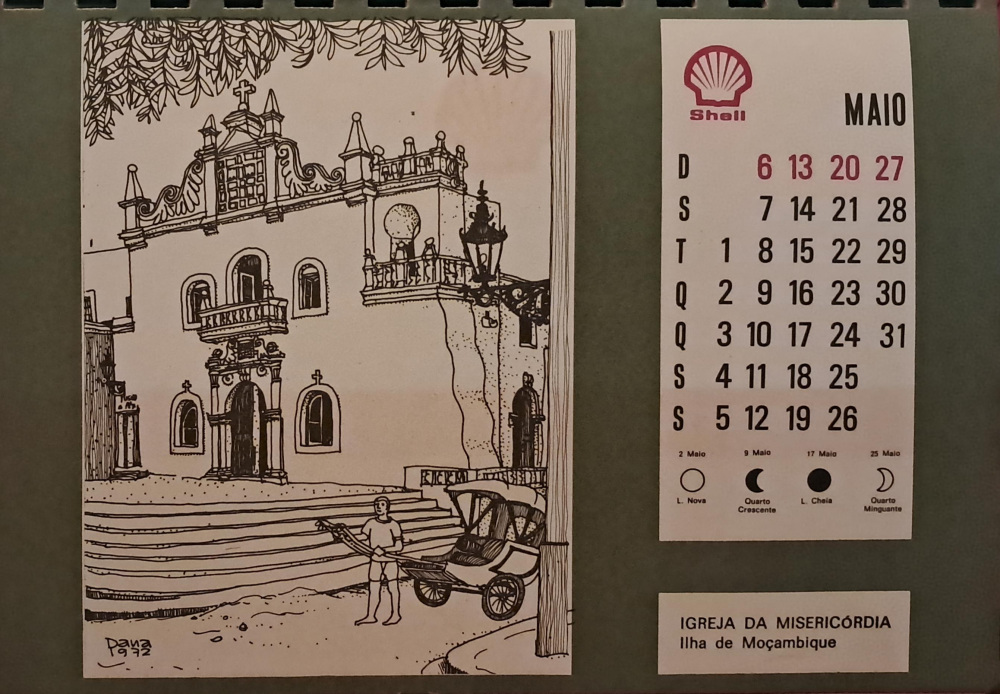 Pana
972
Shell
MAIO
D 6 13 20 27
S 7 14 21 28
T 1 8 15 22 29
Q 2 9 16 23 30
Q 3 10 17 24 31
S 4 11 18 25
S 5 12 19 26
2 Maio 9 Maio 17 Maio 25 Maio
L. Nova Quarto Crescente L. Cheia Quarto Minguante
IGREJA DA MISERICÓRDIA
Ilha de Moçambique